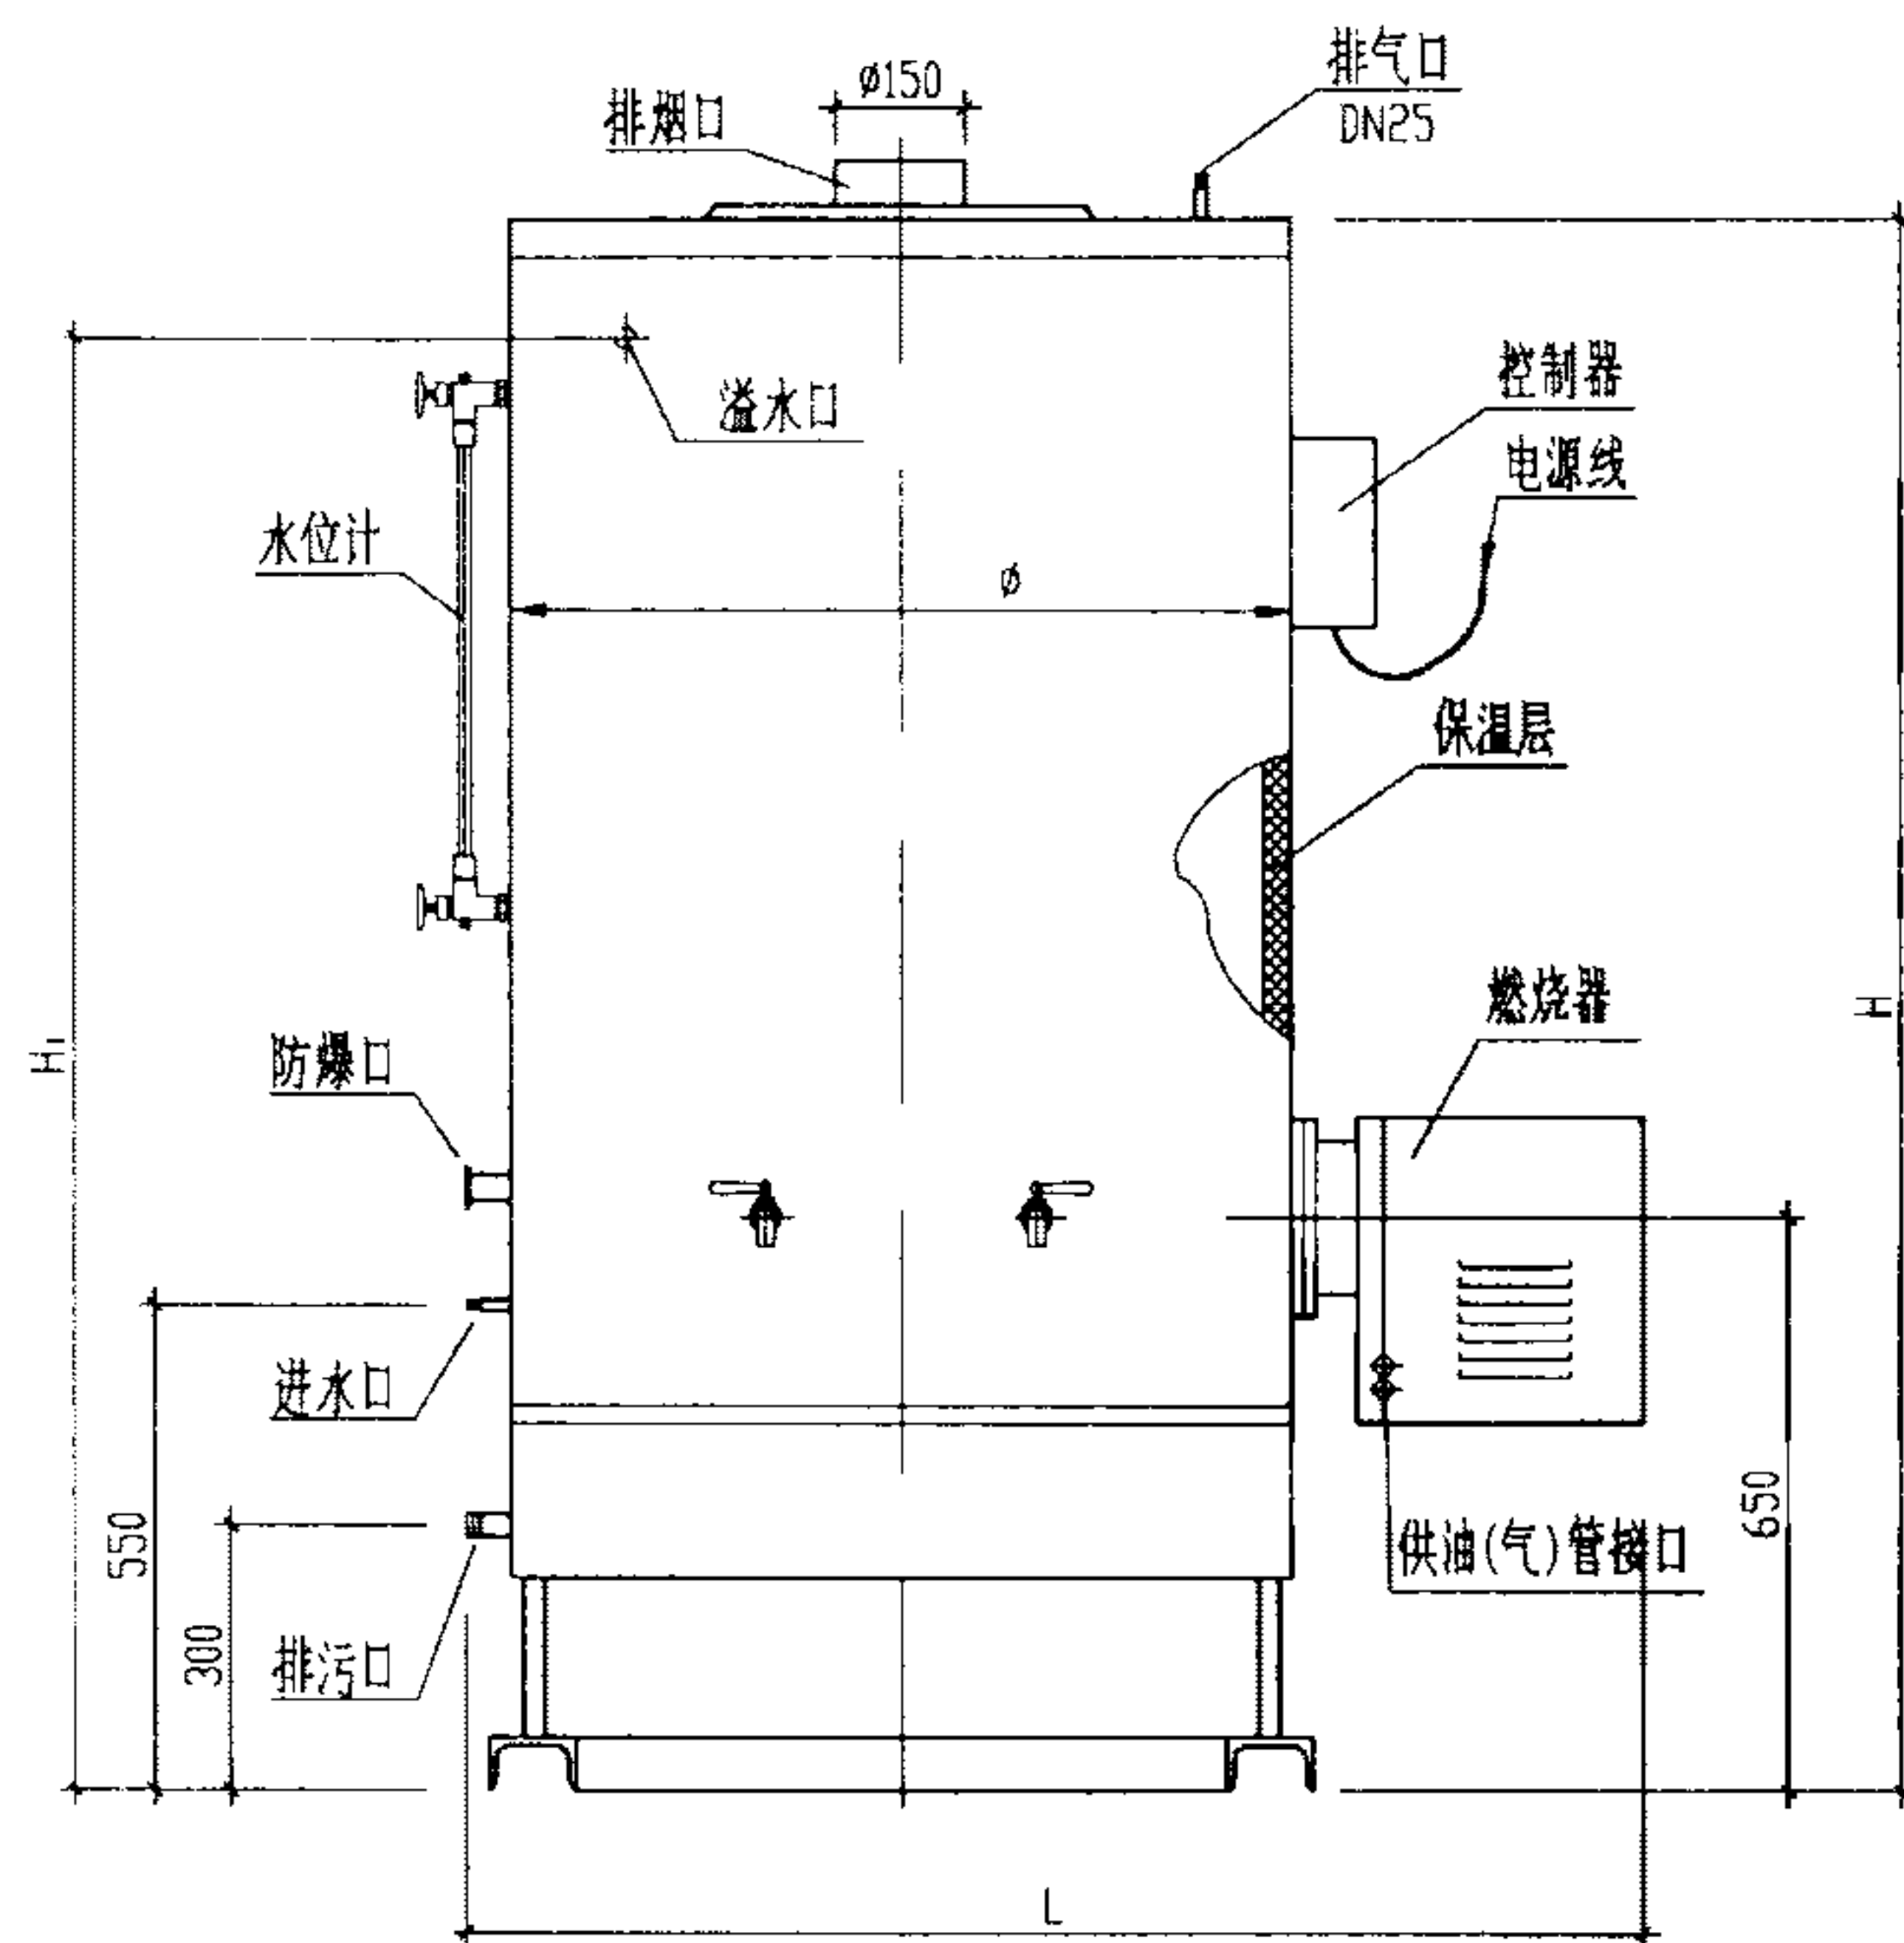 排气口
ø150
排烟口
DN25
溢水口
控制器
电源线
水位计
ø
保温层
燃烧器
H
H₁
防爆口
进水口
550
650
供油(气)管接口
300
排污口
L